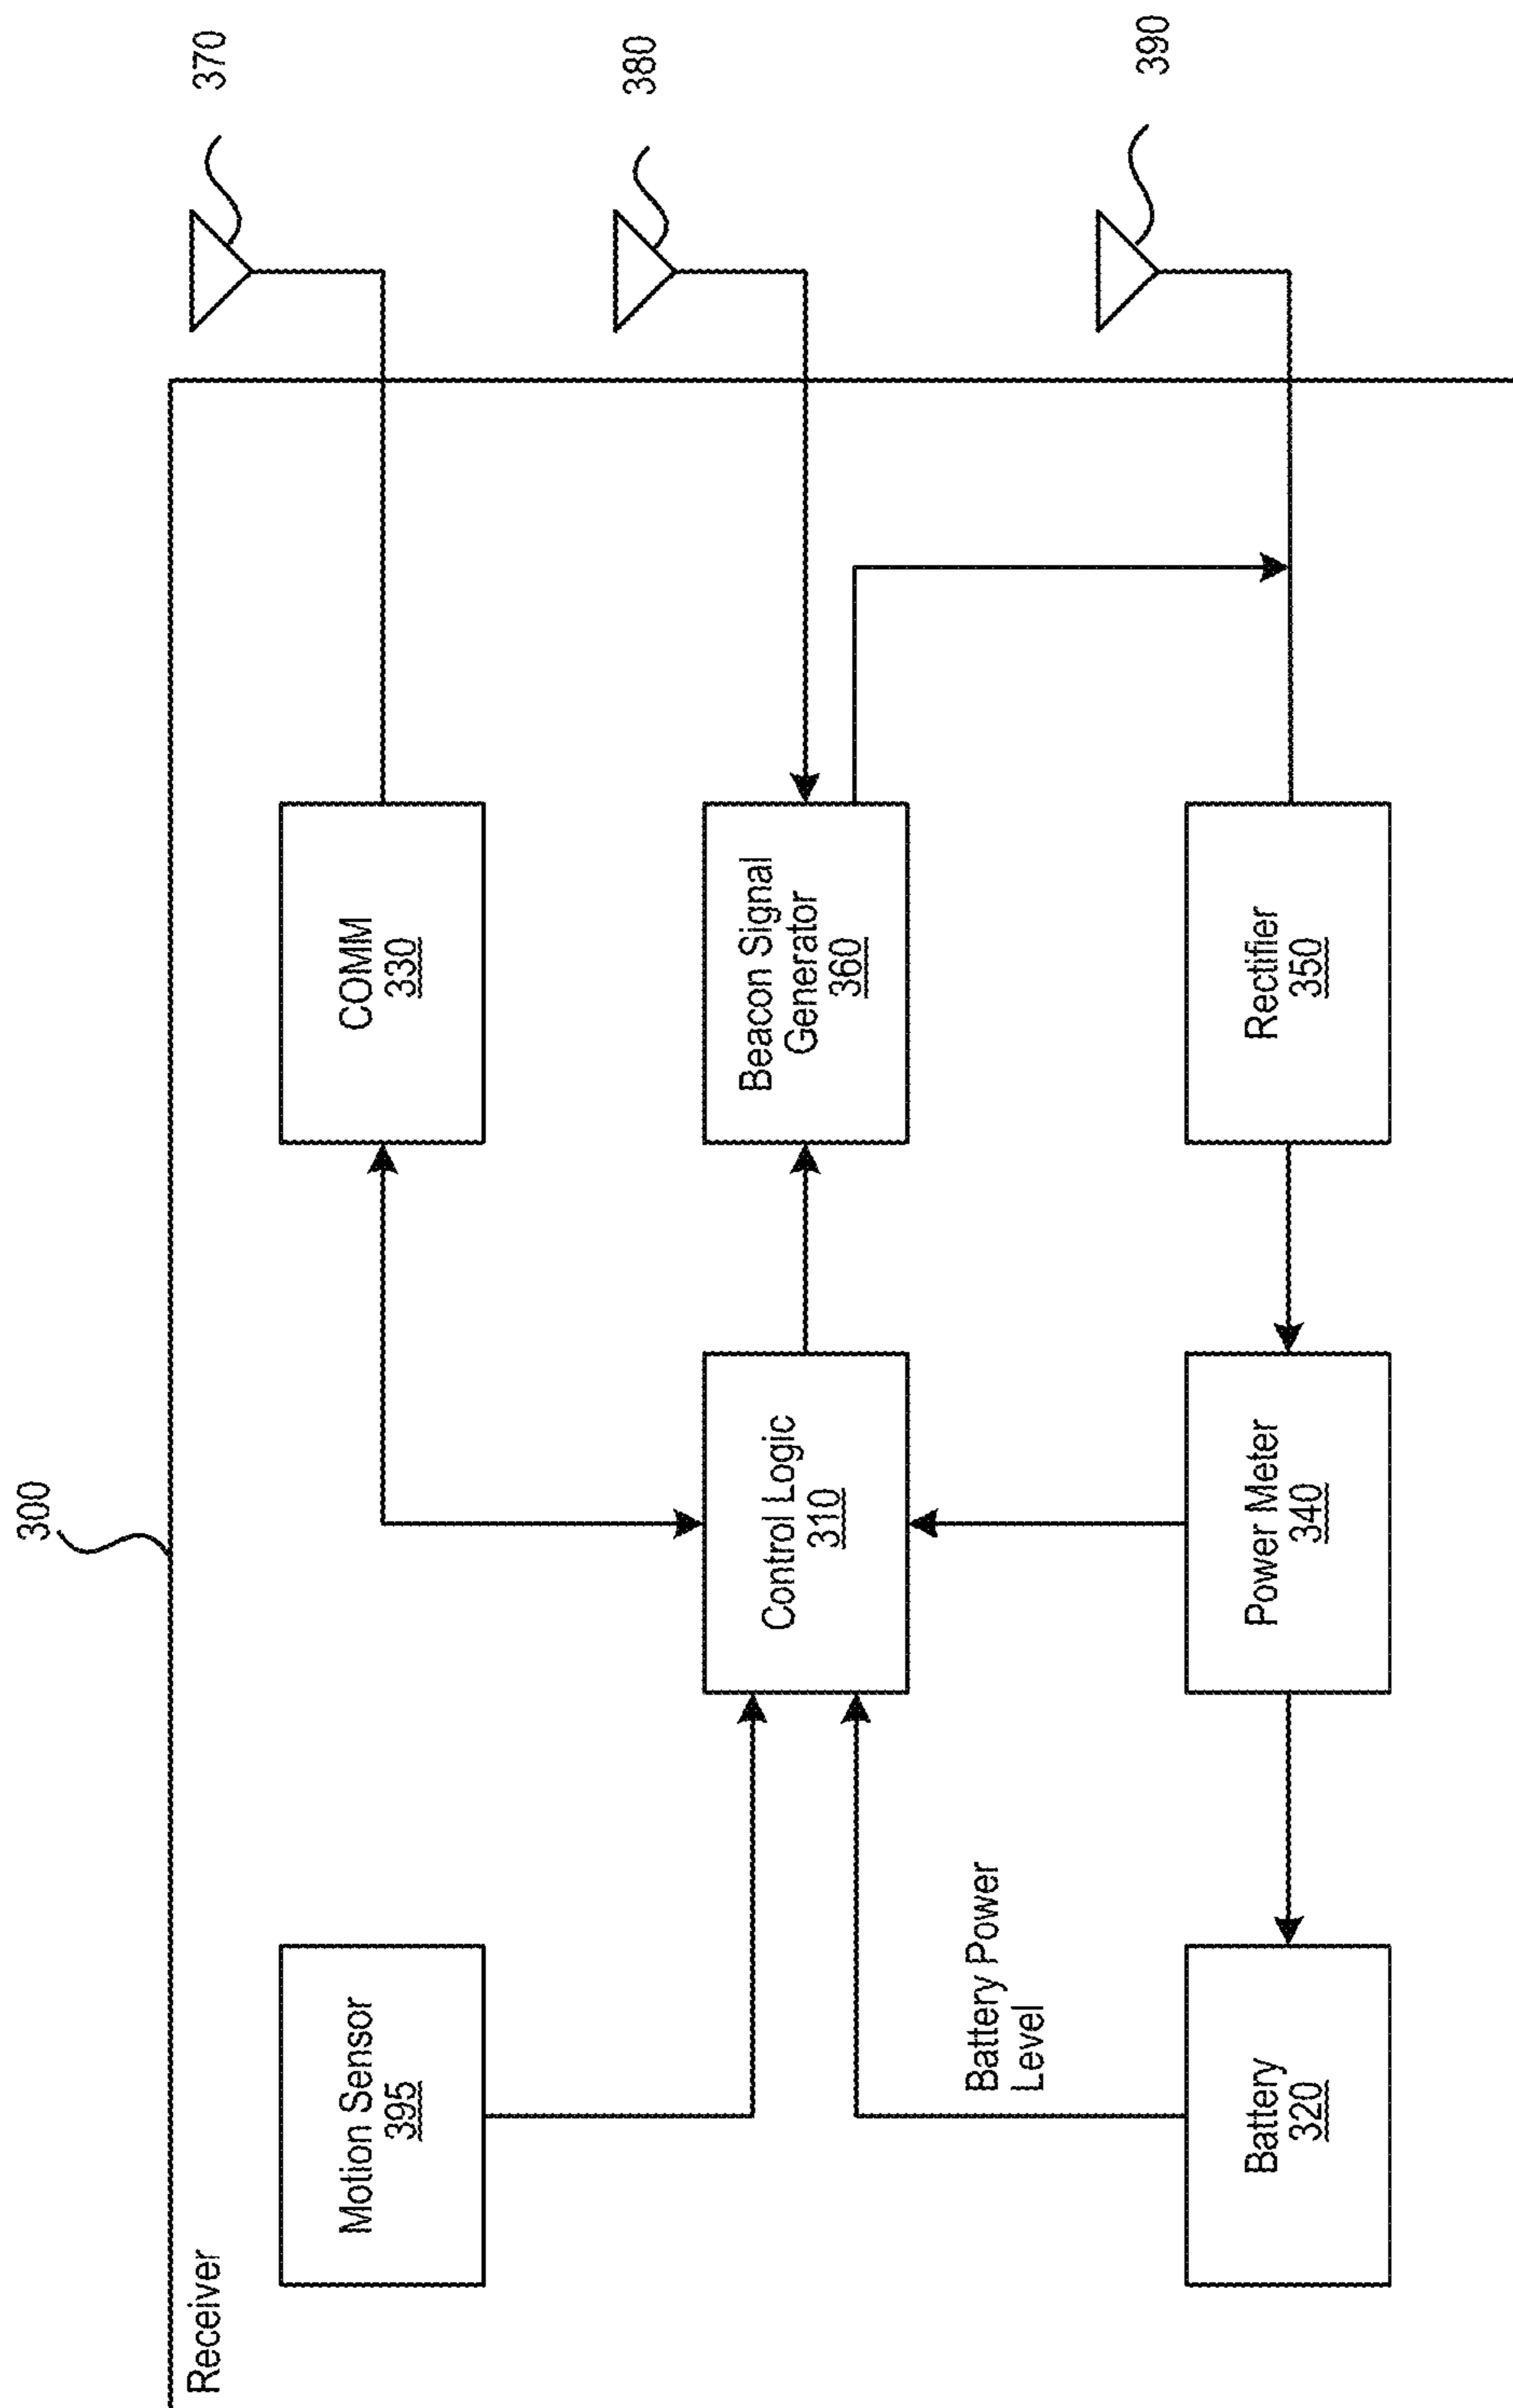 300
Receiver
Motion Sensor
395
COMM
330
370
Control Logic
310
Beacon Signal
Generator
360
380
Battery Power
Level
Battery
320
Power Meter
340
Rectifier
350
390